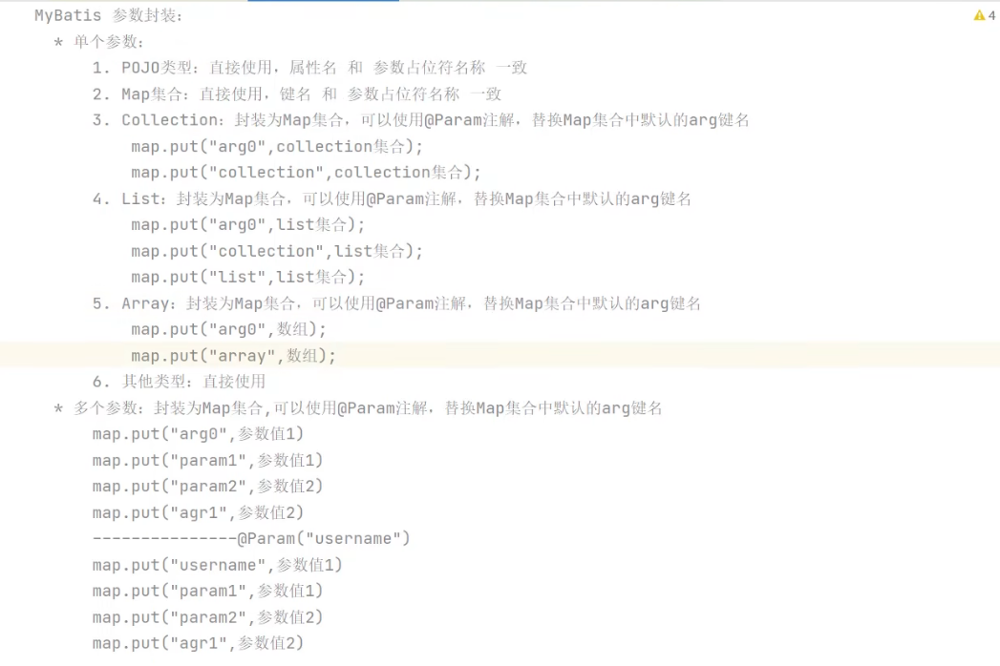 MyBatis 参数封装:
4
* 单个参数:
1. POJO类型: 直接使用, 属性名 和 参数占位符名称 一致
2. Map集合: 直接使用, 键名 和 参数占位符名称 一致
3. Collection: 封装为Map集合, 可以使用@Param注解, 替换Map集合中默认的arg键名
map.put("arg0",collection集合);
map.put("collection",collection集合);
4. List: 封装为Map集合, 可以使用@Param注解, 替换Map集合中默认的arg键名
map.put("arg0",list集合);
map.put("collection",list集合);
map.put("list",list集合);
5. Array: 封装为Map集合, 可以使用@Param注解, 替换Map集合中默认的arg键名
map.put("arg0",数组);
map.put("array",数组);
6. 其他类型: 直接使用
* 多个参数: 封装为Map集合,可以使用@Param注解, 替换Map集合中默认的arg键名
map.put("arg0",参数值1)
map.put("param1",参数值1)
map.put("param2",参数值2)
map.put("agr1",参数值2)
---------------@Param("username")
map.put("username",参数值1)
map.put("param1",参数值1)
map.put("param2",参数值2)
map.put("agr1",参数值2)